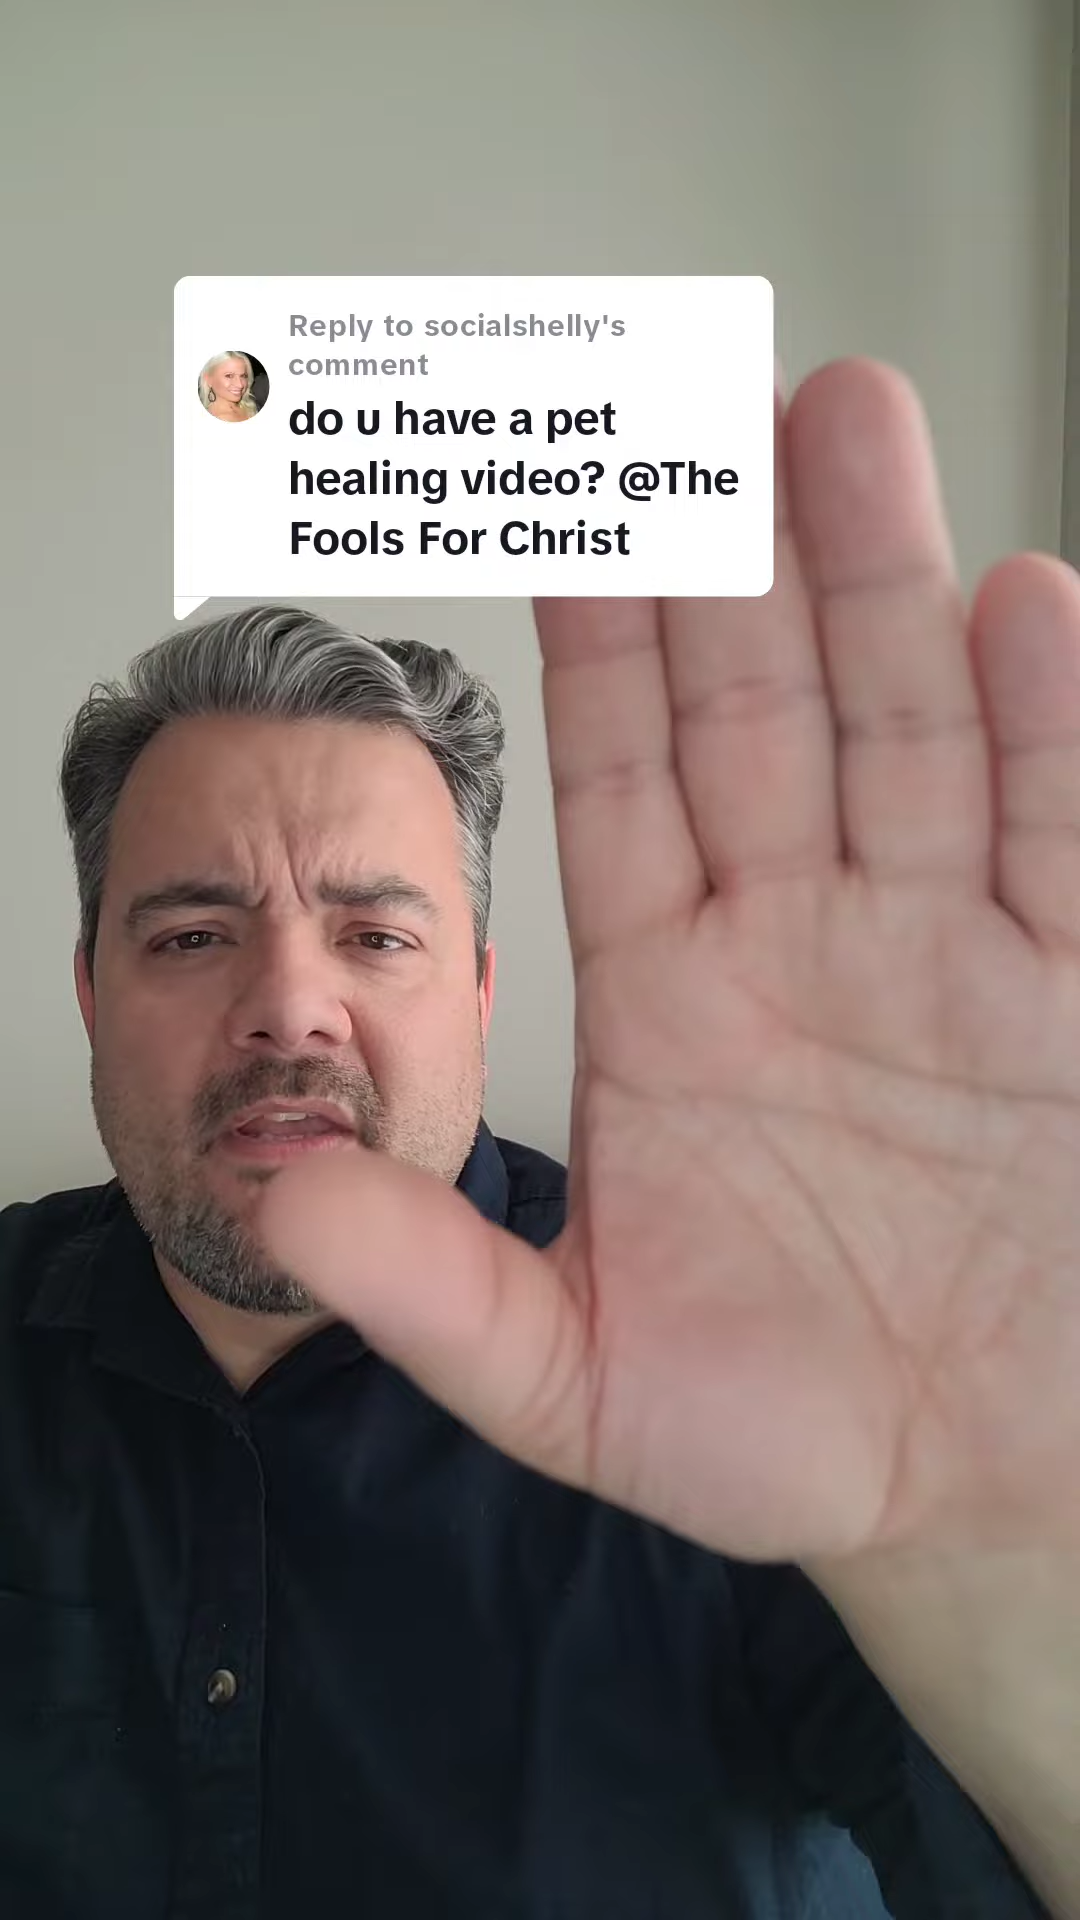 Reply to socialshelly's
comment
do u have a pet
healing video? @The
Fools For Christ